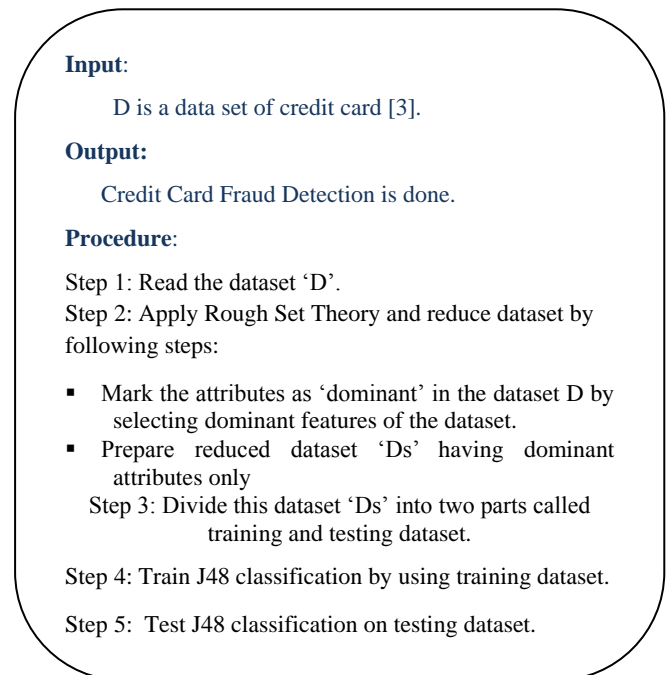 Input:
D is a data set of credit card [3].
Output:
Credit Card Fraud Detection is done.
Procedure:
Step 1: Read the dataset ‘D’.
Step 2: Apply Rough Set Theory and reduce dataset by
following steps:
▪ Mark the attributes as ‘dominant’ in the dataset D by
selecting dominant features of the dataset.
▪ Prepare reduced dataset ‘Ds’ having dominant
attributes only
Step 3: Divide this dataset ‘Ds’ into two parts called
training and testing dataset.
Step 4: Train J48 classification by using training dataset.
Step 5: Test J48 classification on testing dataset.